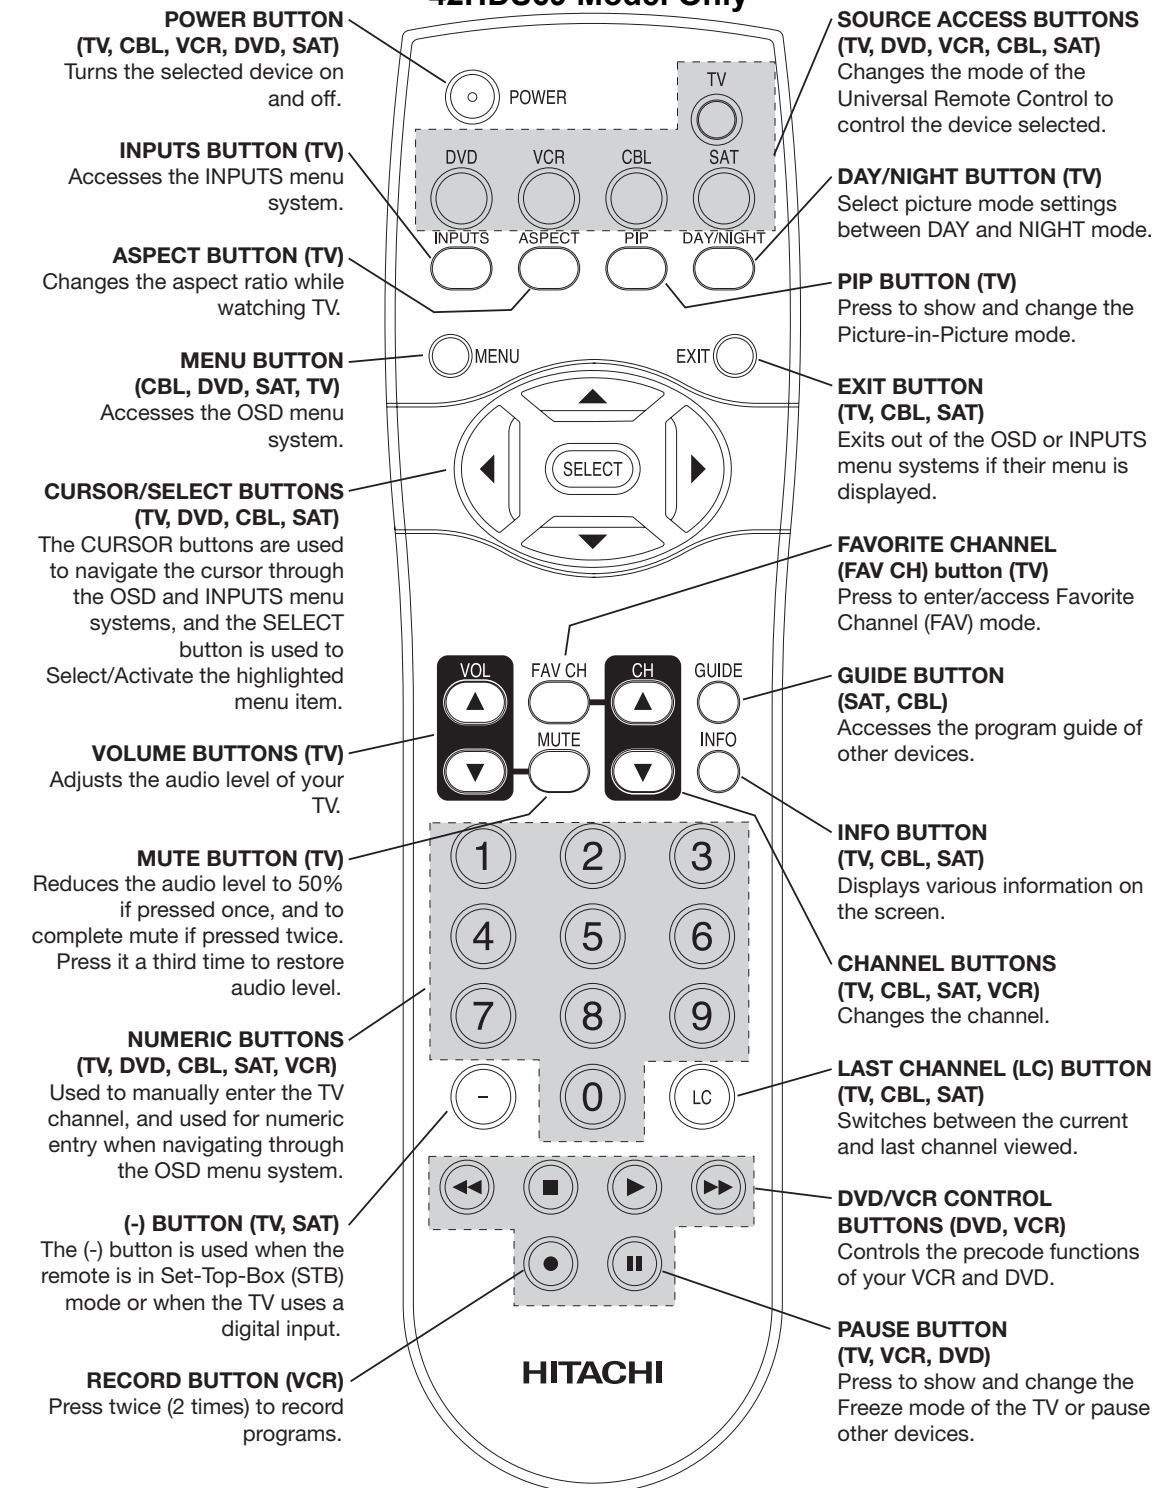 POWER BUTTON
(TV, CBL, VCR, DVD, SAT)
Turns the selected device on
and off.
INPUTS BUTTON (TV)
Accesses the INPUTS menu
system.
ASPECT BUTTON (TV)
Changes the aspect ratio while
watching TV.
MENU BUTTON
(CBL, DVD, SAT, TV)
Accesses the OSD menu
system.
CURSOR/SELECT BUTTONS
(TV, DVD, CBL, SAT)
The CURSOR buttons are used
to navigate the cursor through
the OSD and INPUTS menu
systems, and the SELECT
button is used to
Select/Activate the highlighted
menu item.
VOLUME BUTTONS (TV)
Adjusts the audio level of your
TV.
MUTE BUTTON (TV)
Reduces the audio level to 50%
if pressed once, and to
complete mute if pressed twice.
Press it a third time to restore
audio level.
NUMERIC BUTTONS
(TV, DVD, CBL, SAT, VCR)
Used to manually enter the TV
channel, and used for numeric
entry when navigating through
the OSD menu system.
(-) BUTTON (TV, SAT)
The (-) button is used when the
remote is in Set-Top-Box (STB)
mode or when the TV uses a
digital input.
RECORD BUTTON (VCR)
Press twice (2 times) to record
programs.
Model Only
POWER
TV
DVD VCR CBL SAT
INPUTS ASPECT PIP DAY/NIGHT
MENU EXIT
SELECT
VOL FAV CH CH GUIDE
MUTE INFO
1 2 3
4 5 6
7 8 9
- 0 LC
HITACHI
SOURCE ACCESS BUTTONS
(TV, DVD, VCR, CBL, SAT)
Changes the mode of the
Universal Remote Control to
control the device selected.
DAY/NIGHT BUTTON (TV)
Select picture mode settings
between DAY and NIGHT mode.
PIP BUTTON (TV)
Press to show and change the
Picture-in-Picture mode.
EXIT BUTTON
(TV, CBL, SAT)
Exits out of the OSD or INPUTS
menu systems if their menu is
displayed.
FAVORITE CHANNEL
(FAV CH) button (TV)
Press to enter/access Favorite
Channel (FAV) mode.
GUIDE BUTTON
(SAT, CBL)
Accesses the program guide of
other devices.
INFO BUTTON
(TV, CBL, SAT)
Displays various information on
the screen.
CHANNEL BUTTONS
(TV, CBL, SAT, VCR)
Changes the channel.
LAST CHANNEL (LC) BUTTON
(TV, CBL, SAT)
Switches between the current
and last channel viewed.
DVD/VCR CONTROL
BUTTONS (DVD, VCR)
Controls the precode functions
of your VCR and DVD.
PAUSE BUTTON
(TV, VCR, DVD)
Press to show and change the
Freeze mode of the TV or pause
other devices.